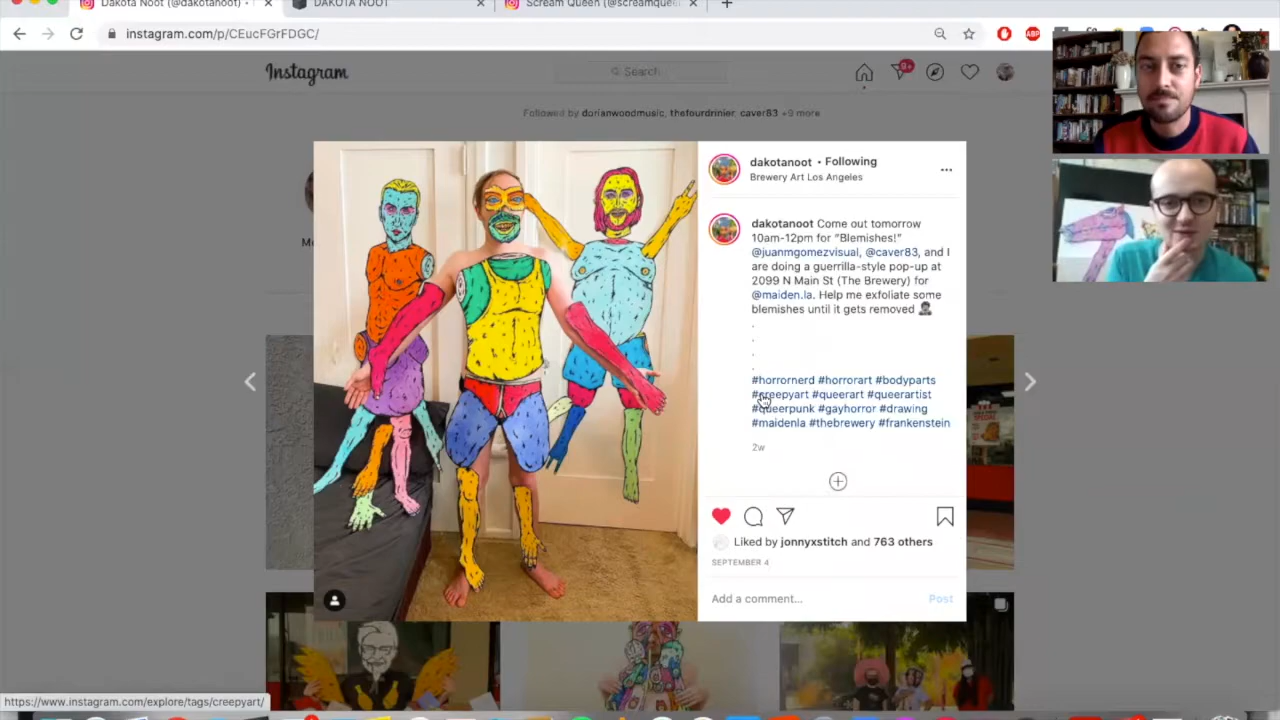 Dakota Noot (@dakotanoot) •
DAKOTA NOOT
Scream Queen (@screamquee
instagram.com/p/CEucFGrFDGC/
ABP
Instagram
Search
9+
Followed by dorianwoodmusic, thefourdrinier, caver83 +9 more
dakotanoot • Following
Brewery Art Los Angeles
dakotanoot Come out tomorrow
10am-12pm for "Blemishes!"
@juanmgomezvisual, @caver83, and I
are doing a guerrilla-style pop-up at
2099 N Main St (The Brewery) for
@maiden.la. Help me exfoliate some
blemishes until it gets removed
.
.
.
.
#horrornerd #horrorart #bodyparts
#creepyart #queerart #queerartist
#queerpunk #gayhorror #drawing
#maidenla #thebrewery #frankenstein
2w
Liked by jonnyxstitch and 763 others
SEPTEMBER 4
Add a comment...
Post
https://www.instagram.com/explore/tags/creepyart/